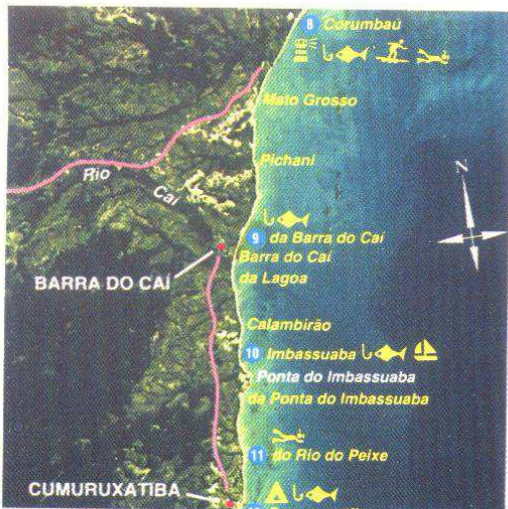 8 Corumbau
Mato Grosso
Pichani
Rio Caí
N
9 da Barra do Caí
BARRA DO CAÍ
Barra do Caí
da Lagoa
Calambirão
10 Imbassuaba
Ponta do Imbassuaba
da Ponta do Imbassuaba
11 do Rio do Peixe
CUMURUXATIBA